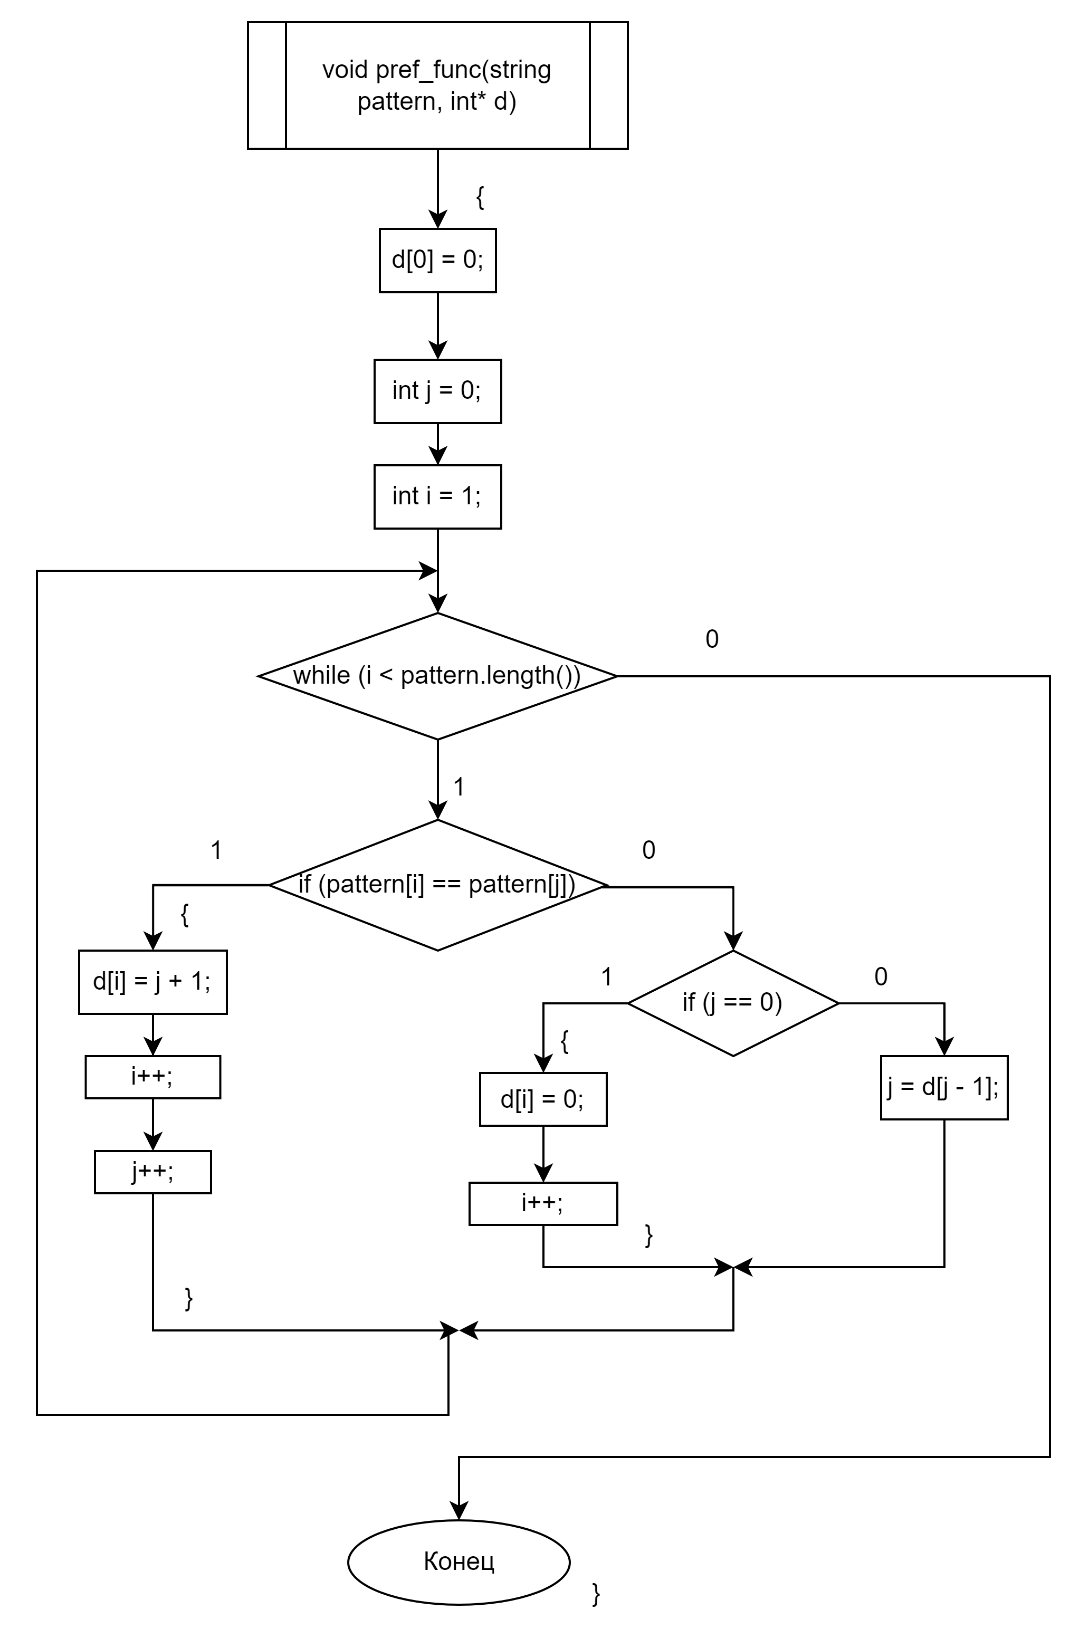 void pref_func(string
pattern, int* d)
{
d[0] = 0;
int j = 0;
int i = 1;
while (i < pattern.length())
0
1
if (pattern[i] == pattern[j])
1
0
{
d[i] = j + 1;
i++;
j++;
}
if (j == 0)
1
0
{
d[i] = 0;
i++;
}
j = d[j - 1];
Конец
}